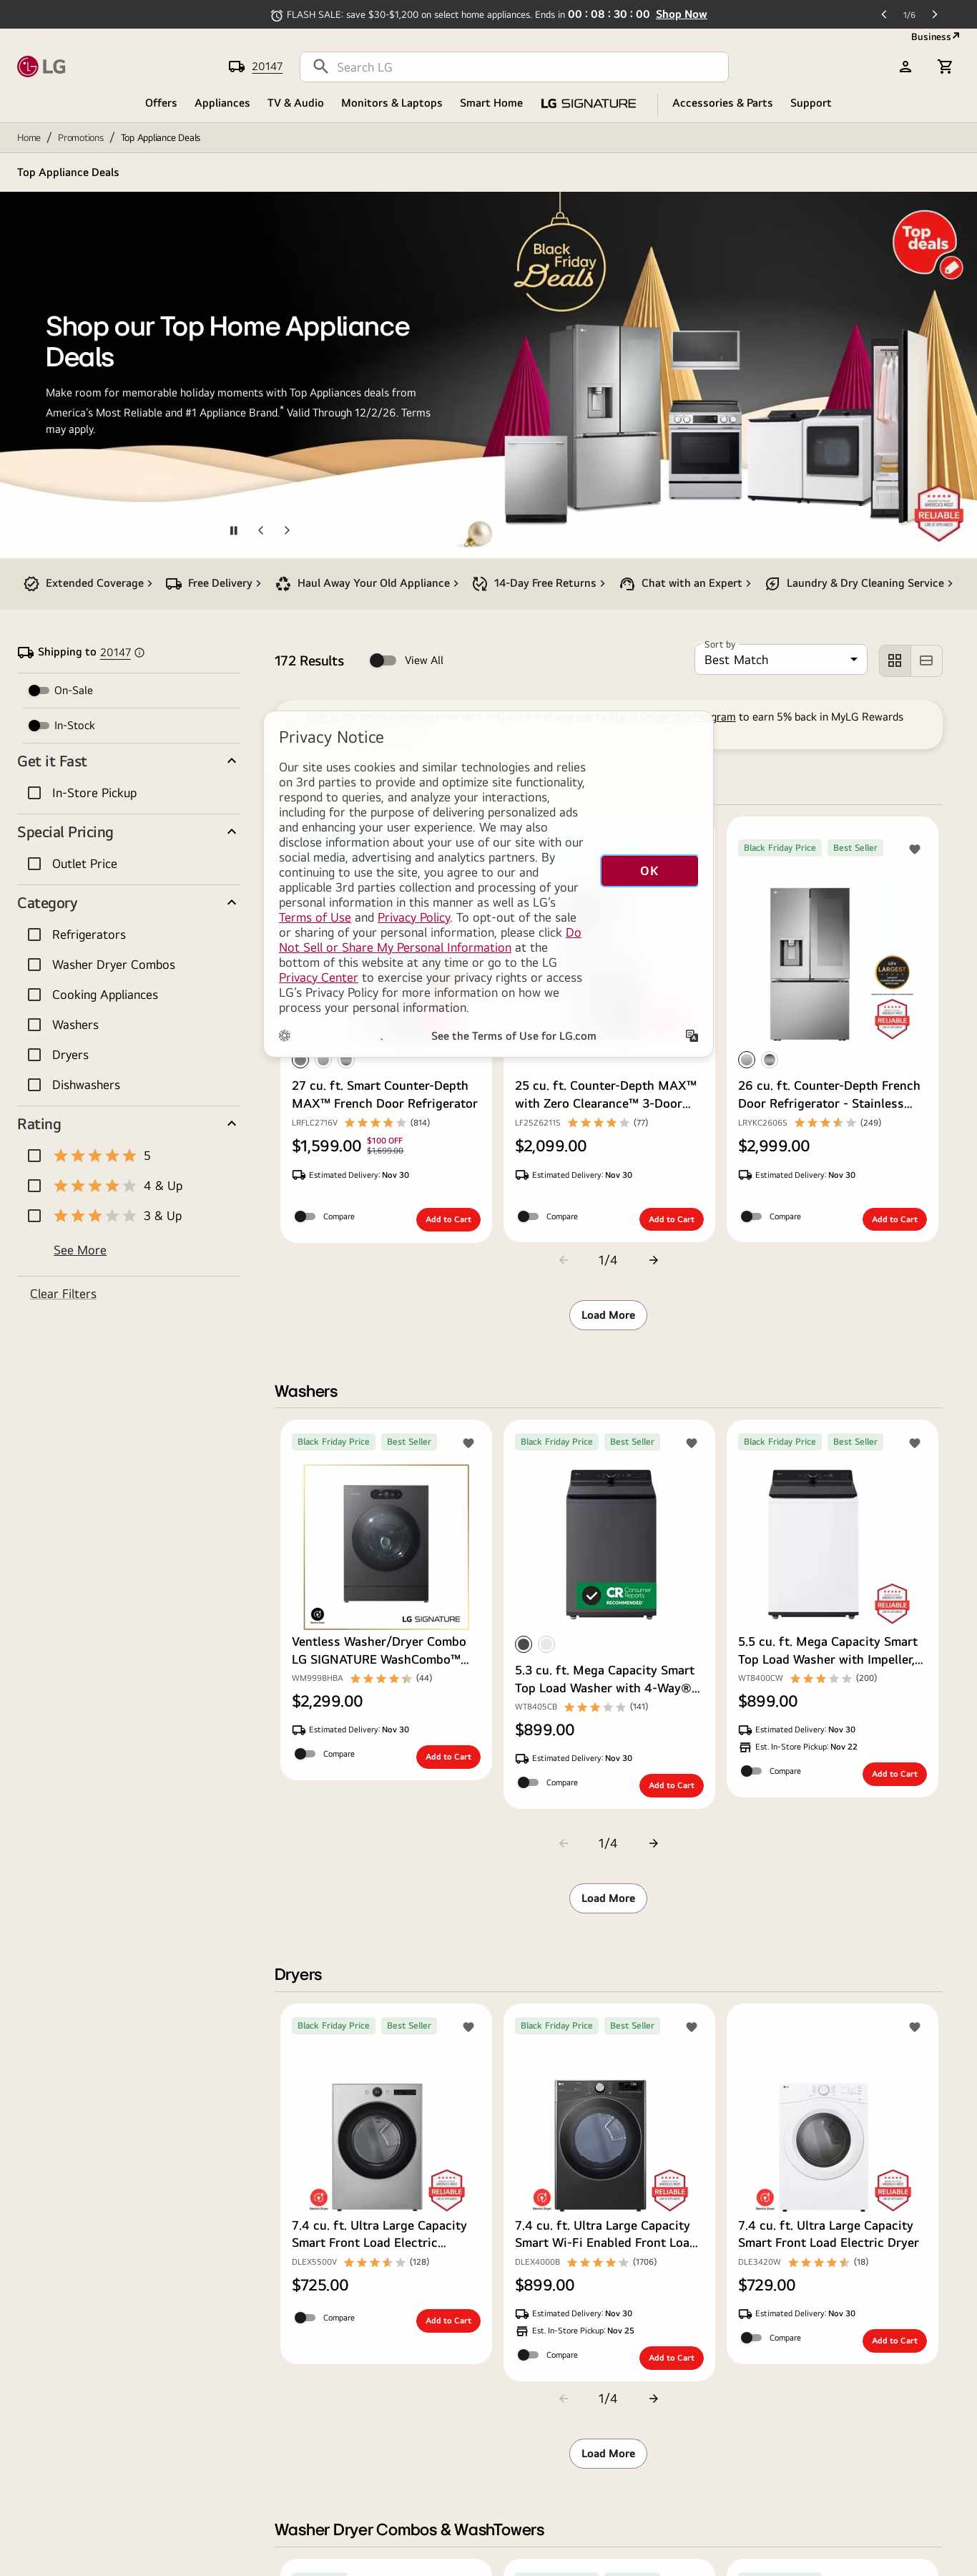 FLASH SALE: save $30-$1,200 on select home appliances. Ends in 00 : 08 : 30 : 00 Shop Now
1/6
Business
LG
20147
Search LG
Offers Appliances TV & Audio Monitors & Laptops Smart Home LG SIGNATURE Accessories & Parts Support
Home / Promotions / Top Appliance Deals
Top Appliance Deals
Black Friday Deals
Top deals
Shop our Top Home Appliance
Deals
Make room for memorable holiday moments with Top Appliances deals from
America's Most Reliable and #1 Appliance Brand.* Valid Through 12/2/26. Terms
may apply.
RELIABLE
Extended Coverage Free Delivery Haul Away Your Old Appliance 14-Day Free Returns Chat with an Expert Laundry & Dry Cleaning Service
Shipping to 20147
172 Results View All
Sort by
Best Match
On-Sale
In-Stock
to earn 5% back in MyLG Rewards
Get it Fast
In-Store Pickup
Special Pricing
Outlet Price
Category
Refrigerators
Washer Dryer Combos
Cooking Appliances
Washers
Dryers
Dishwashers
Rating
5
4 & Up
3 & Up
See More
Clear Filters
Privacy Notice
Our site uses cookies and similar technologies and relies
on 3rd parties to provide and optimize site functionality,
respond to queries, and analyze your interactions,
including for the purpose of delivering personalized ads
and enhancing your user experience. We may also
disclose information about your use of our site with our
social media, advertising and analytics partners. By
continuing to use the site, you agree to our and
applicable 3rd parties collection and processing of your
personal information in this manner as well as LG's
Terms of Use and Privacy Policy. To opt-out of the sale
or sharing of your personal information, please click Do
Not Sell or Share My Personal Information at the
bottom of this website at any time or go to the LG
Privacy Center to exercise your privacy rights or access
LG's Privacy Policy for more information on how we
process your personal information.
OK
. See the Terms of Use for LG.com
Black Friday Price Best Seller
LARGEST
RELIABLE
27 cu. ft. Smart Counter-Depth
MAX™ French Door Refrigerator
LRFLC2716V (814)
$1,599.00 $100 OFF
$1,699.00
Estimated Delivery: Nov 30
Compare Add to Cart
25 cu. ft. Counter-Depth MAX™
with Zero Clearance™ 3-Door...
LF25Z6211S (77)
$2,099.00
Estimated Delivery: Nov 30
Compare Add to Cart
26 cu. ft. Counter-Depth French
Door Refrigerator - Stainless...
LRYKC2606S (249)
$2,999.00
Estimated Delivery: Nov 30
Compare Add to Cart
1/4
Load More
Washers
Black Friday Price Best Seller
LG SIGNATURE
Ventless Washer/Dryer Combo
LG SIGNATURE WashCombo™...
WM9998HBA (44)
$2,299.00
Estimated Delivery: Nov 30
Compare Add to Cart
Black Friday Price Best Seller
CR Consumer Reports
RECOMMENDED
5.3 cu. ft. Mega Capacity Smart
Top Load Washer with 4-Way®...
WT8405CB (141)
$899.00
Estimated Delivery: Nov 30
Compare Add to Cart
Black Friday Price Best Seller
RELIABLE
5.5 cu. ft. Mega Capacity Smart
Top Load Washer with Impeller,...
WT8400CW (200)
$899.00
Estimated Delivery: Nov 30
Est. In-Store Pickup: Nov 22
Compare Add to Cart
1/4
Load More
Dryers
Black Friday Price Best Seller
RELIABLE
7.4 cu. ft. Ultra Large Capacity
Smart Front Load Electric...
DLEX5500V (128)
$725.00
Compare Add to Cart
Black Friday Price Best Seller
RELIABLE
7.4 cu. ft. Ultra Large Capacity
Smart Wi-Fi Enabled Front Loa...
DLEX4000B (1706)
$899.00
Estimated Delivery: Nov 30
Est. In-Store Pickup: Nov 25
Compare Add to Cart
RELIABLE
7.4 cu. ft. Ultra Large Capacity
Smart Front Load Electric Dryer
DLE3420W (18)
$729.00
Estimated Delivery: Nov 30
Compare Add to Cart
1/4
Load More
Washer Dryer Combos & WashTowers